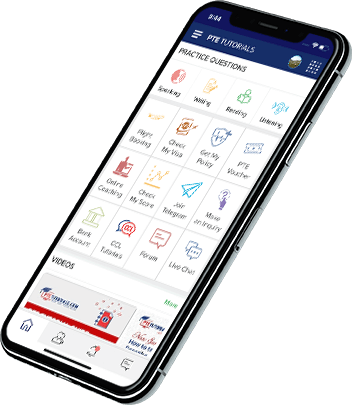 8:44
PTE TUTORIALS
PRACTICE QUESTIONS
Speaking
Writing
Reading
Listening
Flight
Booking
Check
My Visa
Get My
Policy
PTE
Voucher
Online
Coaching
Check
My Score
Join
Telegram
Make
an Inquiry
Bank
Account
CCL
Tutorials
Forum
Live Chat
VIDEOS
More
How to